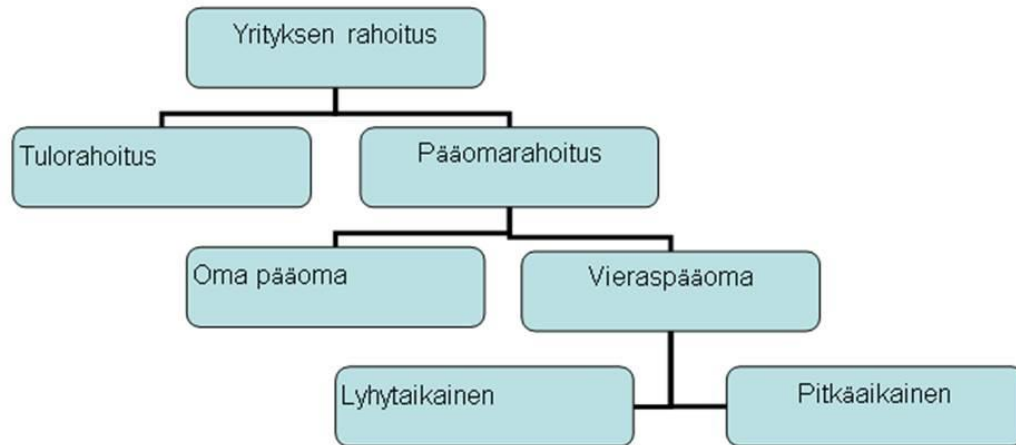 Yrityksen rahoitus
Tulorahoitus
Pääomarahoitus
Oma pääoma
Vieraspääoma
Lyhytaikainen
Pitkäaikainen